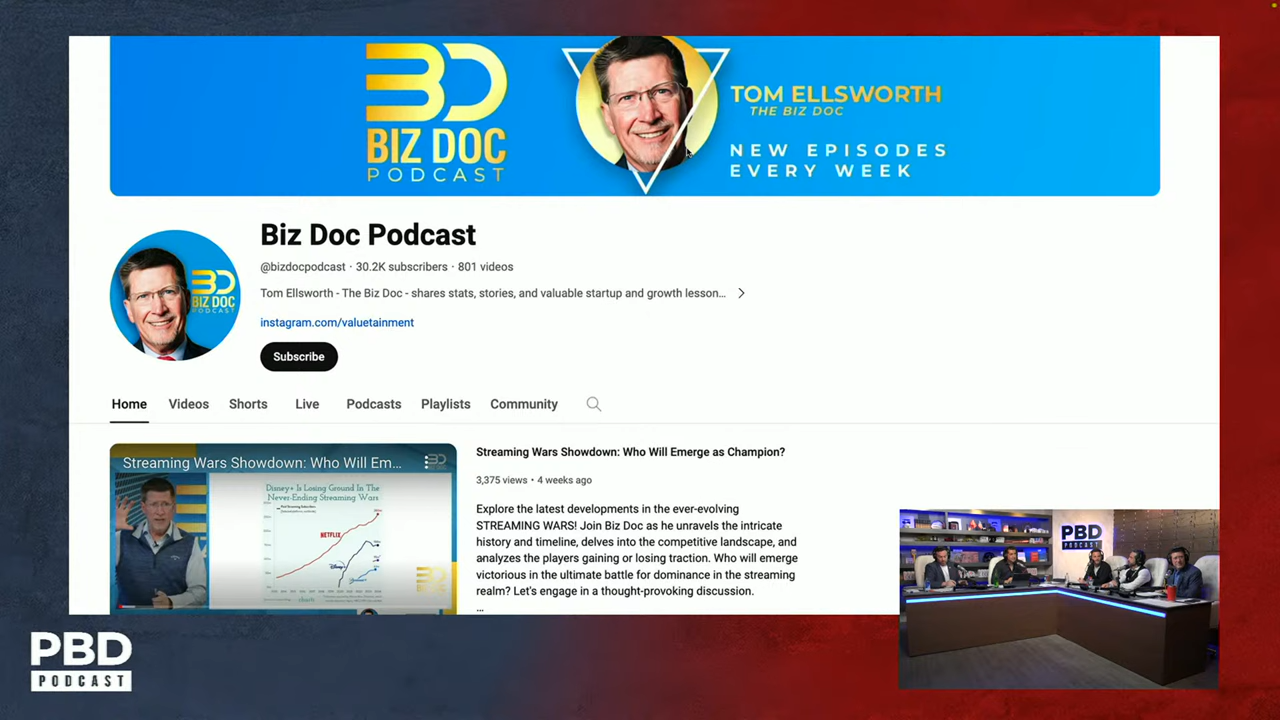 BD
BIZ DOC
PODCAST
TOM ELLSWORTH
THE BIZ DOC
NEW EPISODES
EVERY WEEK
BD
BIZ DOC
PODCAST
Biz Doc Podcast
@bizdocpodcast · 30.2K subscribers · 801 videos
Tom Ellsworth - The Biz Doc - shares stats, stories, and valuable startup and growth lesson...
instagram.com/valuetainment
Subscribe
Home Videos Shorts Live Podcasts Playlists Community
Streaming Wars Showdown: Who Will Em...
Disney+ Is Losing Ground In The
Never-Ending Streaming Wars
NETFLIX
Disney+
Streaming Wars Showdown: Who Will Emerge as Champion?
3,375 views · 4 weeks ago
Explore the latest developments in the ever-evolving
STREAMING WARS! Join Biz Doc as he unravels the intricate
history and timeline, delves into the competitive landscape, and
analyzes the players gaining or losing traction. Who will emerge
victorious in the ultimate battle for dominance in the streaming
realm? Let's engage in a thought-provoking discussion.
...
PBD
PODCAST
PBD
PODCAST